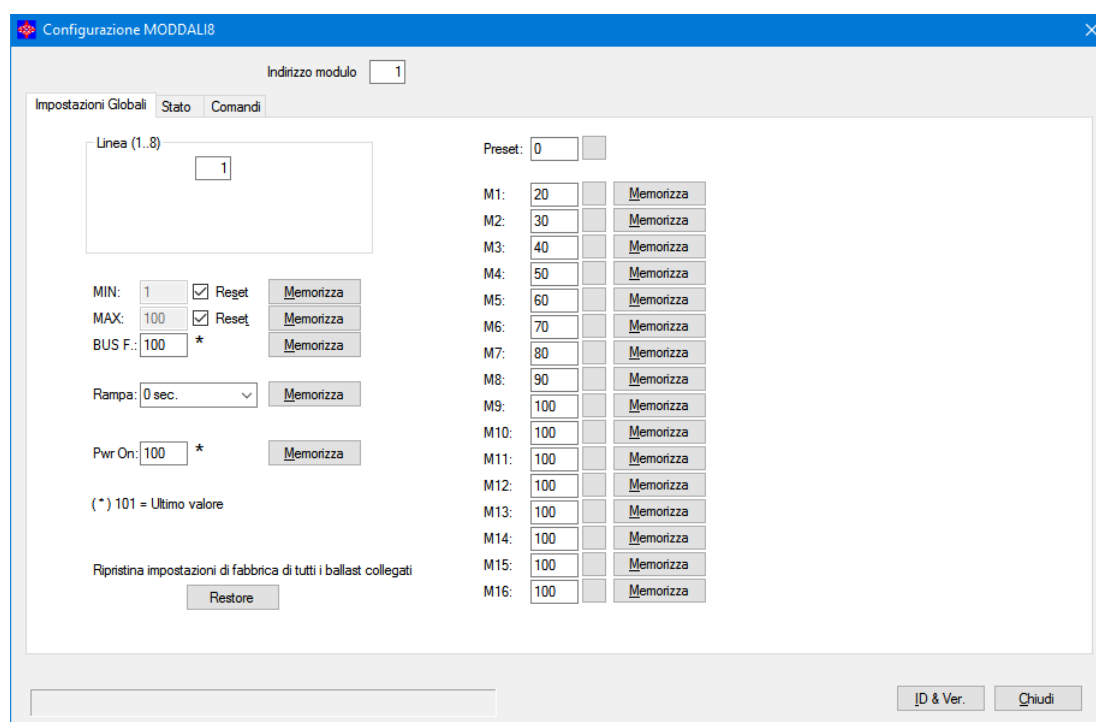 Configurazione MODDALI8
Indirizzo modulo 1
Impostazioni Globali Stato Comandi
Linea (1..8)
1
MIN: 1 Reset Memorizza
MAX: 100 Reset Memorizza
BUS F.: 100 * Memorizza
Rampa: 0 sec. Memorizza
Pwr On: 100 * Memorizza
( * ) 101 = Ultimo valore
Ripristina impostazioni di fabbrica di tutti i ballast collegati
Restore
Preset: 0
M1: 20 Memorizza
M2: 30 Memorizza
M3: 40 Memorizza
M4: 50 Memorizza
M5: 60 Memorizza
M6: 70 Memorizza
M7: 80 Memorizza
M8: 90 Memorizza
M9: 100 Memorizza
M10: 100 Memorizza
M11: 100 Memorizza
M12: 100 Memorizza
M13: 100 Memorizza
M14: 100 Memorizza
M15: 100 Memorizza
M16: 100 Memorizza
ID & Ver. Chiudi